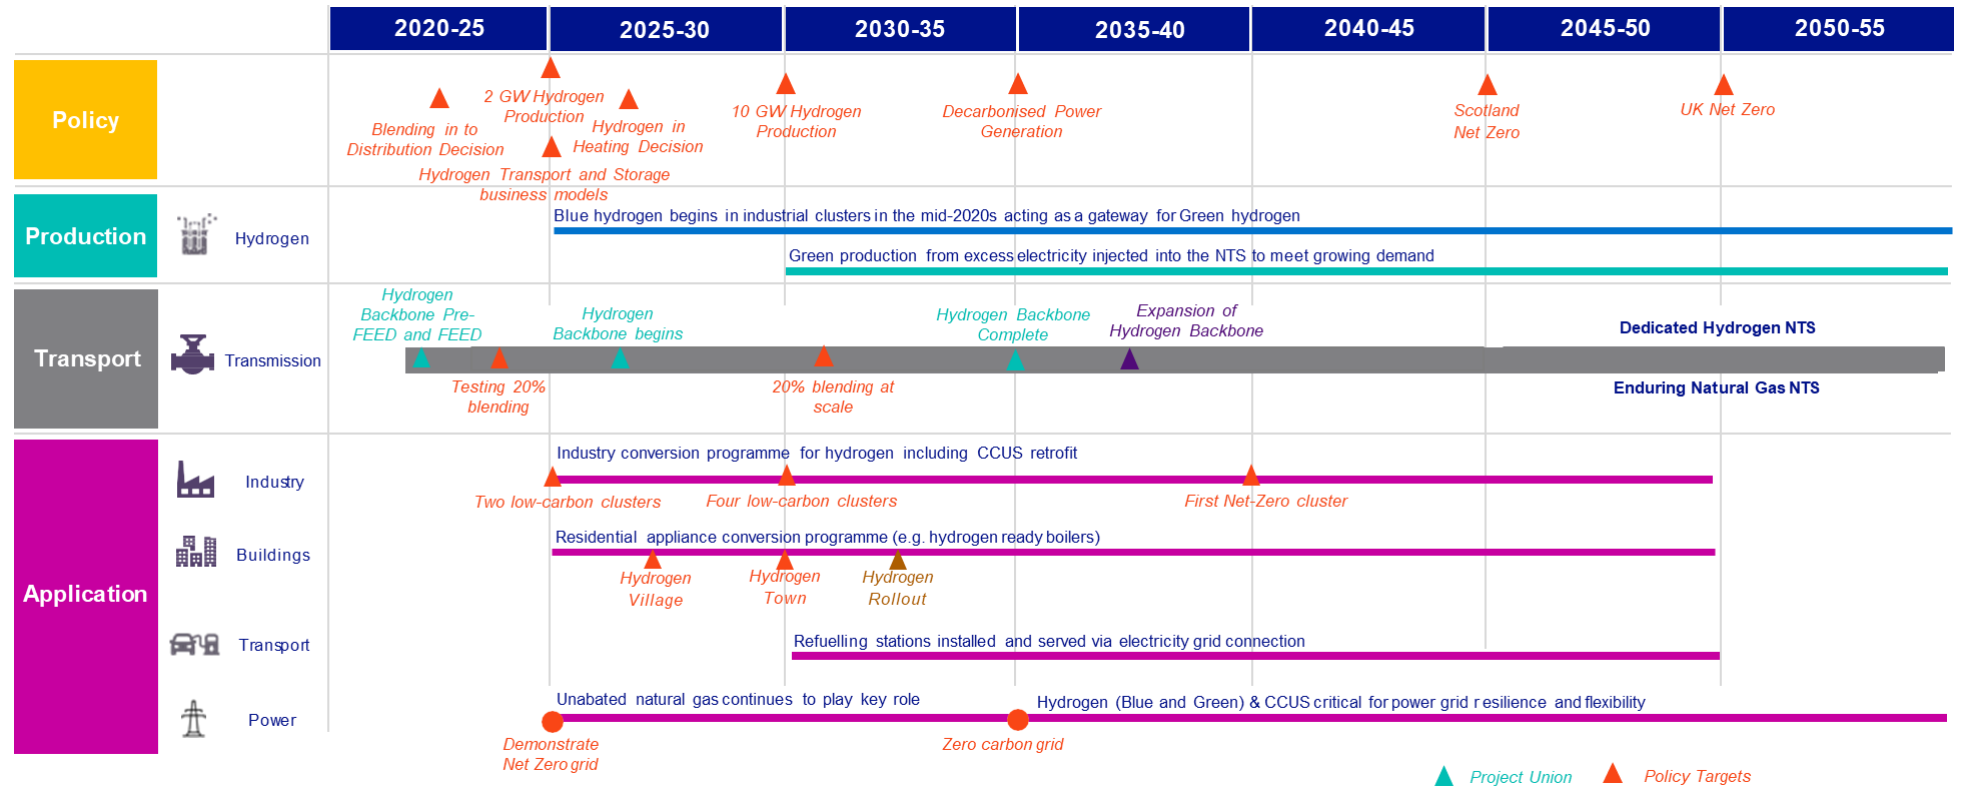 2020-25
2025-30
2030-35
2035-40
2040-45
2045-50
2050-55
Policy
Blending in to
Distribution Decision
2 GW Hydrogen
Production
Hydrogen Transport and Storage
business models
Hydrogen in
Heating Decision
10 GW Hydrogen
Production
Decarbonised Power
Generation
Scotland
Net Zero
UK Net Zero
Production
Hydrogen
Blue hydrogen begins in industrial clusters in the mid-2020s acting as a gateway for Green hydrogen
Green production from excess electricity injected into the NTS to meet growing demand
Transport
Transmission
Hydrogen
Backbone Pre-
FEED and FEED
Testing 20%
blending
Hydrogen
Backbone begins
20% blending at
scale
Hydrogen Backbone
Complete
Expansion of
Hydrogen Backbone
Dedicated Hydrogen NTS
Enduring Natural Gas NTS
Application
Industry
Industry conversion programme for hydrogen including CCUS retrofit
Two low-carbon clusters
Four low-carbon clusters
First Net-Zero cluster
Buildings
Residential appliance conversion programme (e.g. hydrogen ready boilers)
Hydrogen
Village
Hydrogen
Town
Hydrogen
Rollout
Transport
Refuelling stations installed and served via electricity grid connection
Power
Unabated natural gas continues to play key role
Hydrogen (Blue and Green) & CCUS critical for power grid resilience and flexibility
Demonstrate
Net Zero grid
Zero carbon grid
Project Union
Policy Targets